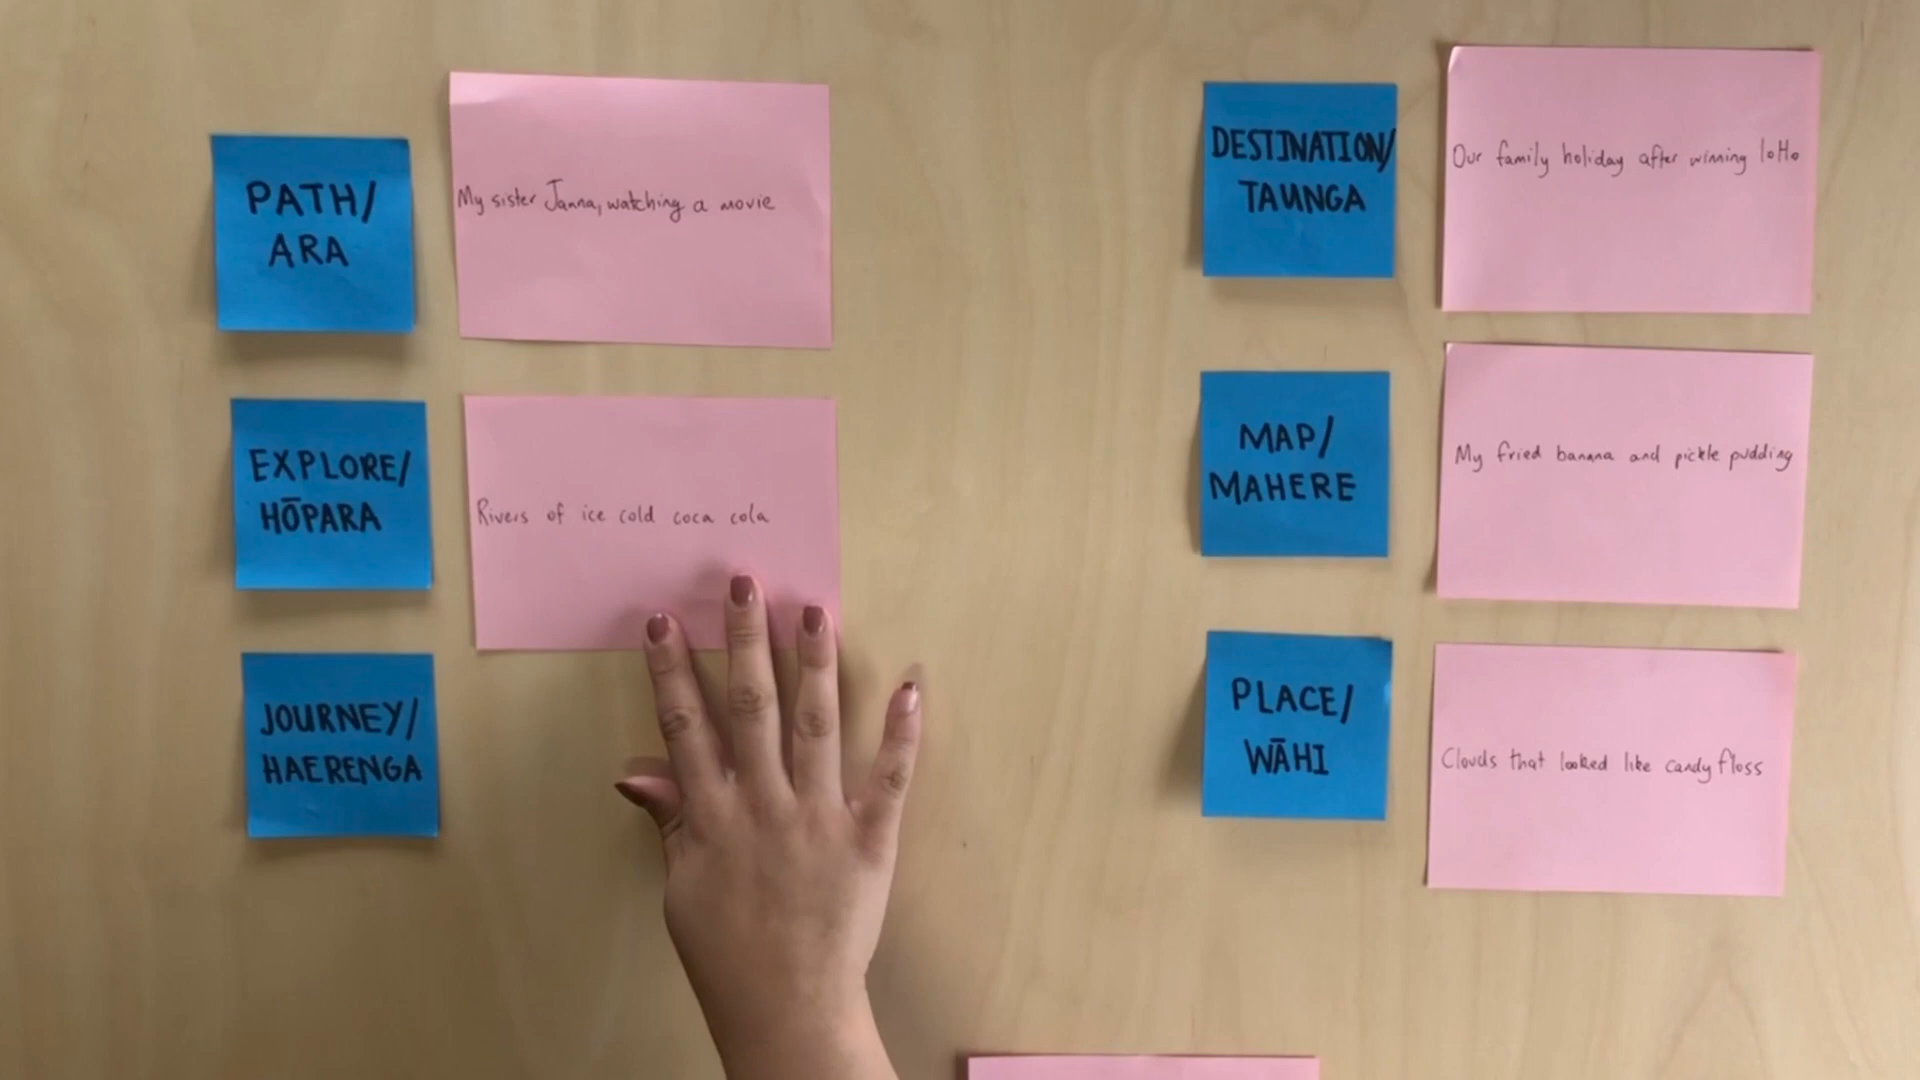 PATH/
ARA
My sister Janna, watching a movie
EXPLORE/
HŌPARA
Rivers of ice cold coca cola
JOURNEY/
HAERENGA
DESTINATION/
TAUNGA
Our family holiday after winning lotto
MAP/
MAHERE
My fried banana and pickle pudding
PLACE/
WĀHI
Clouds that looked like candy floss